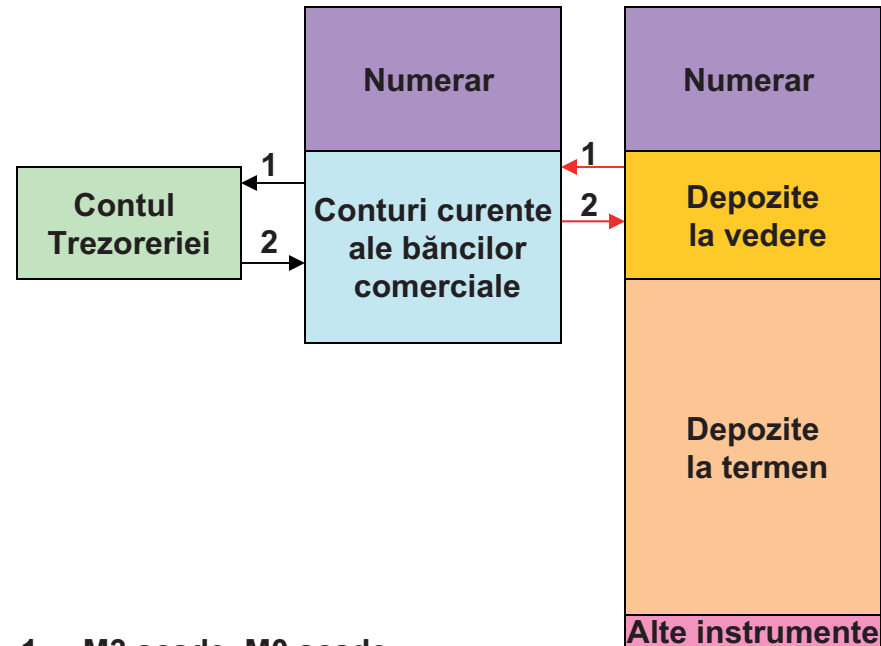 Numerar
Numerar
1
1
Contul
Trezoreriei
2
Conturi curente
ale băncilor
comerciale
2
Depozite
la vedere
Depozite
la termen
Alte instrumente
1